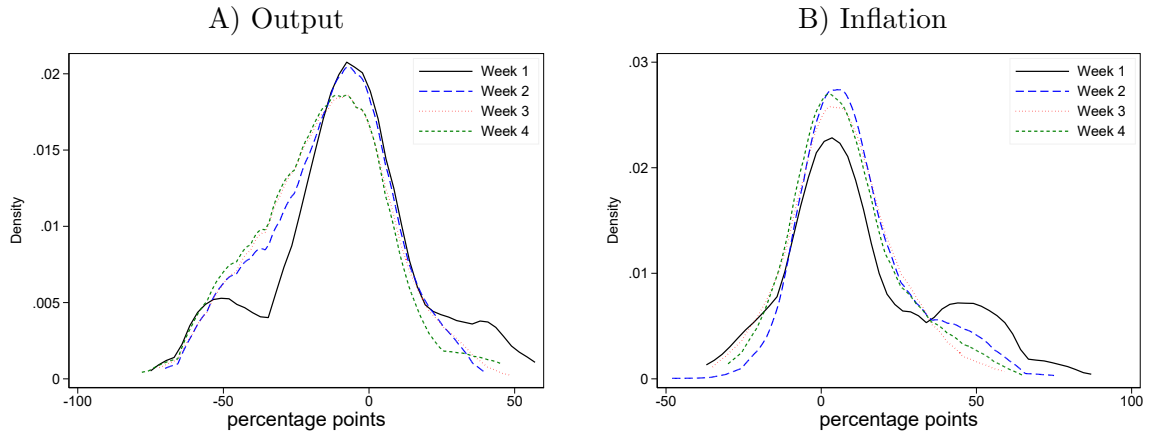 A) Output
Density
.02
.015
.01
.005
0
-100
-50
0
50
percentage points
Week 1
Week 2
Week 3
Week 4
B) Inflation
Density
.03
.02
.01
0
-50
0
50
100
percentage points
Week 1
Week 2
Week 3
Week 4